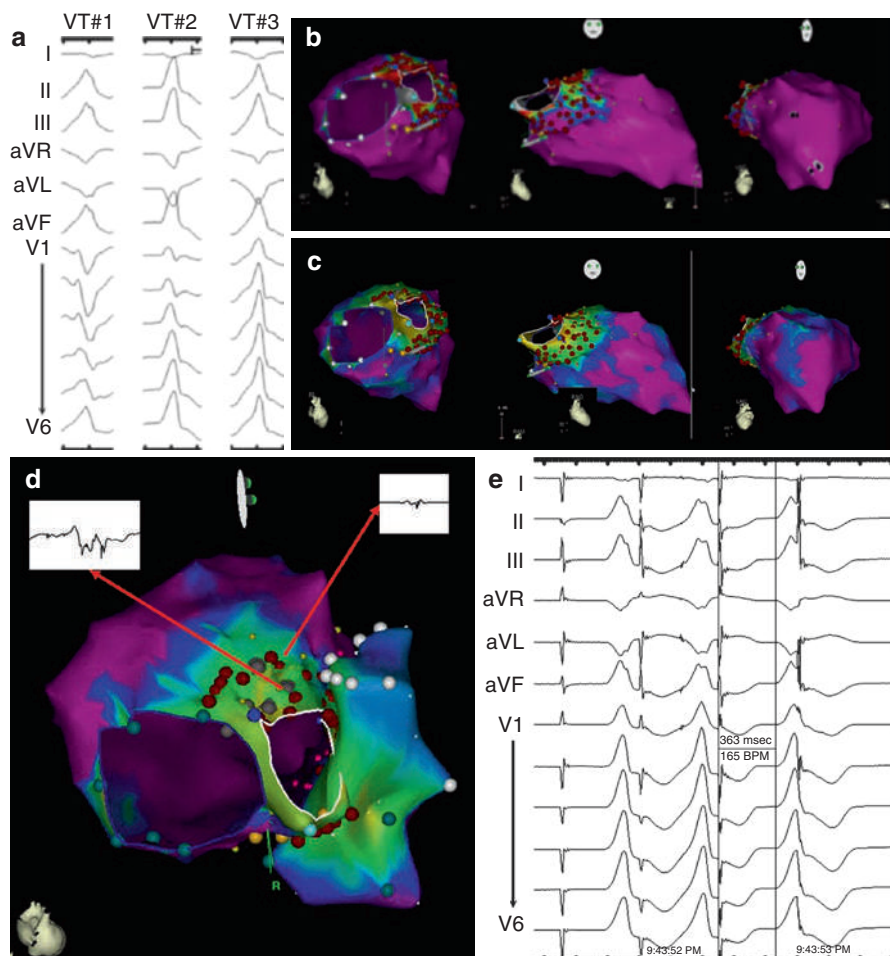 a
VT#1 VT#2 VT#3
I
II
III
aVR
aVL
aVF
V1
V6
b
c
d
R
e
I
II
III
aVR
aVL
aVF
V1
363 msec
165 BPM
V6
9:43:52 PM 9:43:53 PM